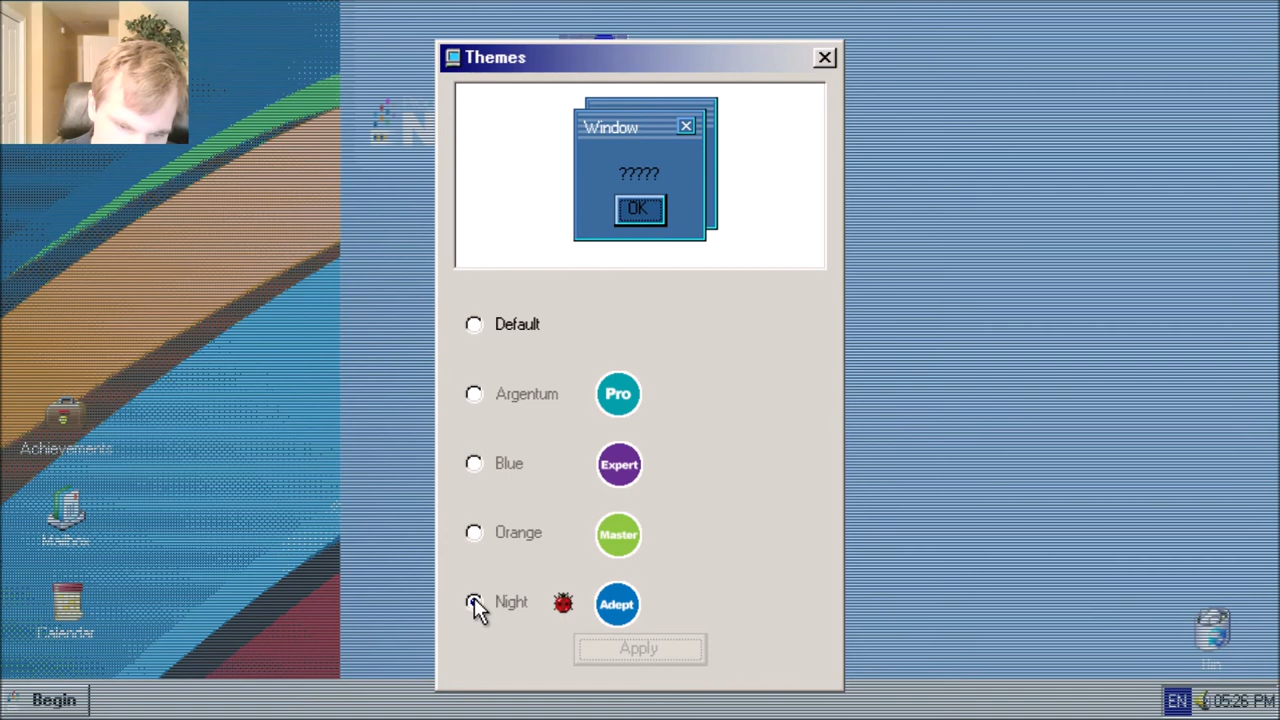 Themes
Window
?????
OK
Default
Argentum
Pro
Blue
Expert
Orange
Master
Night
Adept
Apply
Achievements
Mailbox
Calendar
Bin
Begin
EN
05:26 PM